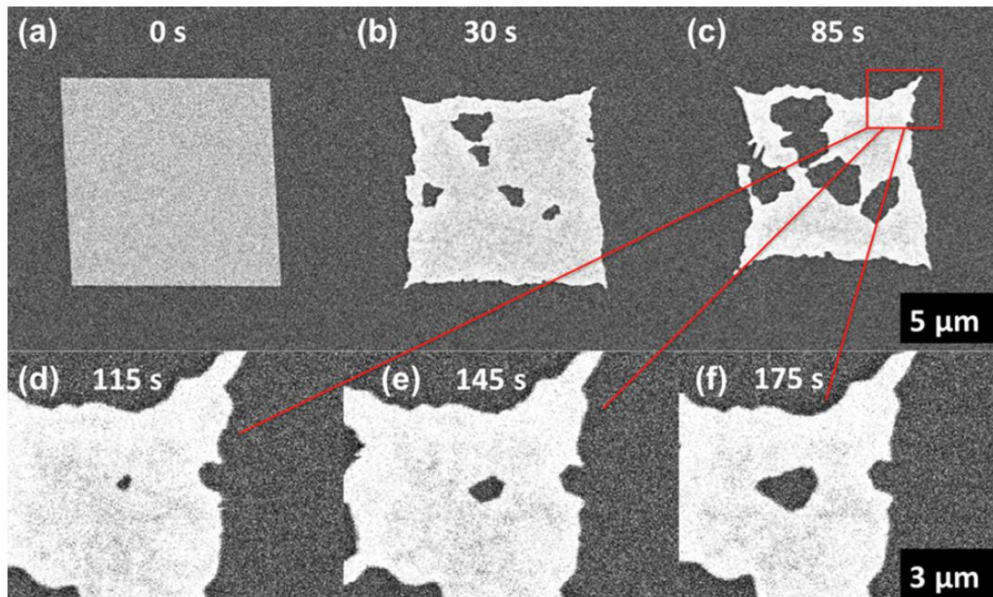 (a) 0 s
(b) 30 s
(c) 85 s
5 µm
(d) 115 s
(e) 145 s
(f) 175 s
3 µm